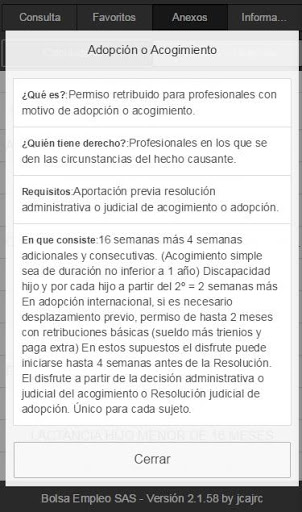 Consulta Favoritos Anexos Informa...
Adopción o Acogimiento
¿Qué es?:Permiso retribuido para profesionales con
motivo de adopción o acogimiento.
¿Quién tiene derecho?:Profesionales en los que se
den las circunstancias del hecho causante.
Requisitos:Aportación previa resolución
administrativa o judicial de acogimiento o adopción.
En que consiste:16 semanas más 4 semanas
adicionales y consecutivas. (Acogimiento simple
sea de duración no inferior a 1 año) Discapacidad
hijo y por cada hijo a partir del 2º = 2 semanas más
En adopción internacional, si es necesario
desplazamiento previo, permiso de hasta 2 meses
con retribuciones básicas (sueldo más trienios y
paga extra) En estos supuestos el disfrute puede
iniciarse hasta 4 semanas antes de la Resolución.
El disfrute a partir de la decisión administrativa o
judicial del acogimiento o Resolución judicial de
adopción. Único para cada sujeto.
LACTANCIA HIJO MENOR DE 16 MESES
Cerrar
Bolsa Empleo SAS - Versión 2.1.58 by jcajrc